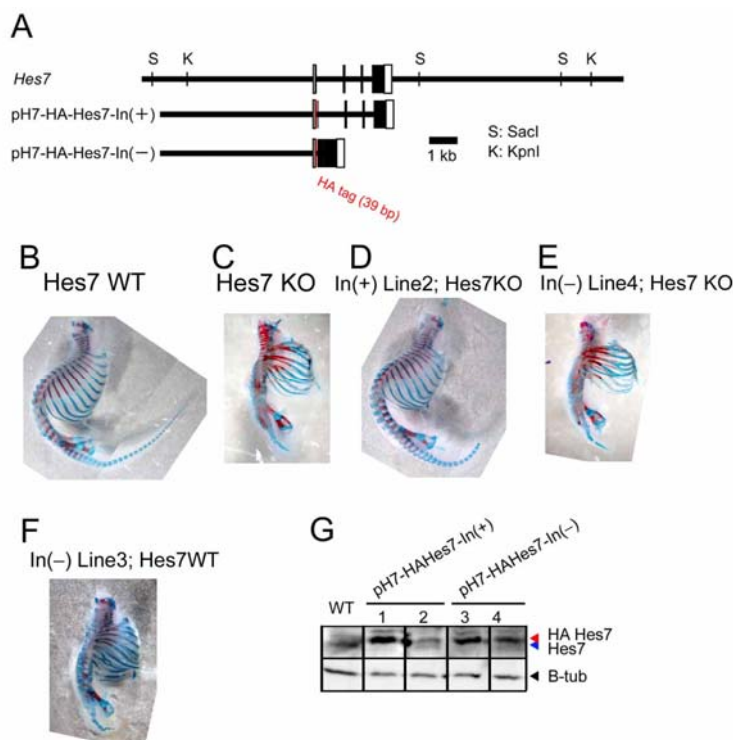 A
S K S S K
Hes7
pH7-HA-Hes7-In(+)
pH7-HA-Hes7-In(−)
1 kb
S: SacI
K: KpnI
HA tag (39 bp)
B
Hes7 WT
C
Hes7 KO
D
In(+) Line2; Hes7KO
E
In(−) Line4; Hes7 KO
F
In(−) Line3; Hes7WT
G
pH7-HAHes7-In(+)
pH7-HAHes7-In(−)
WT 1 2 3 4
HA Hes7
Hes7
B-tub